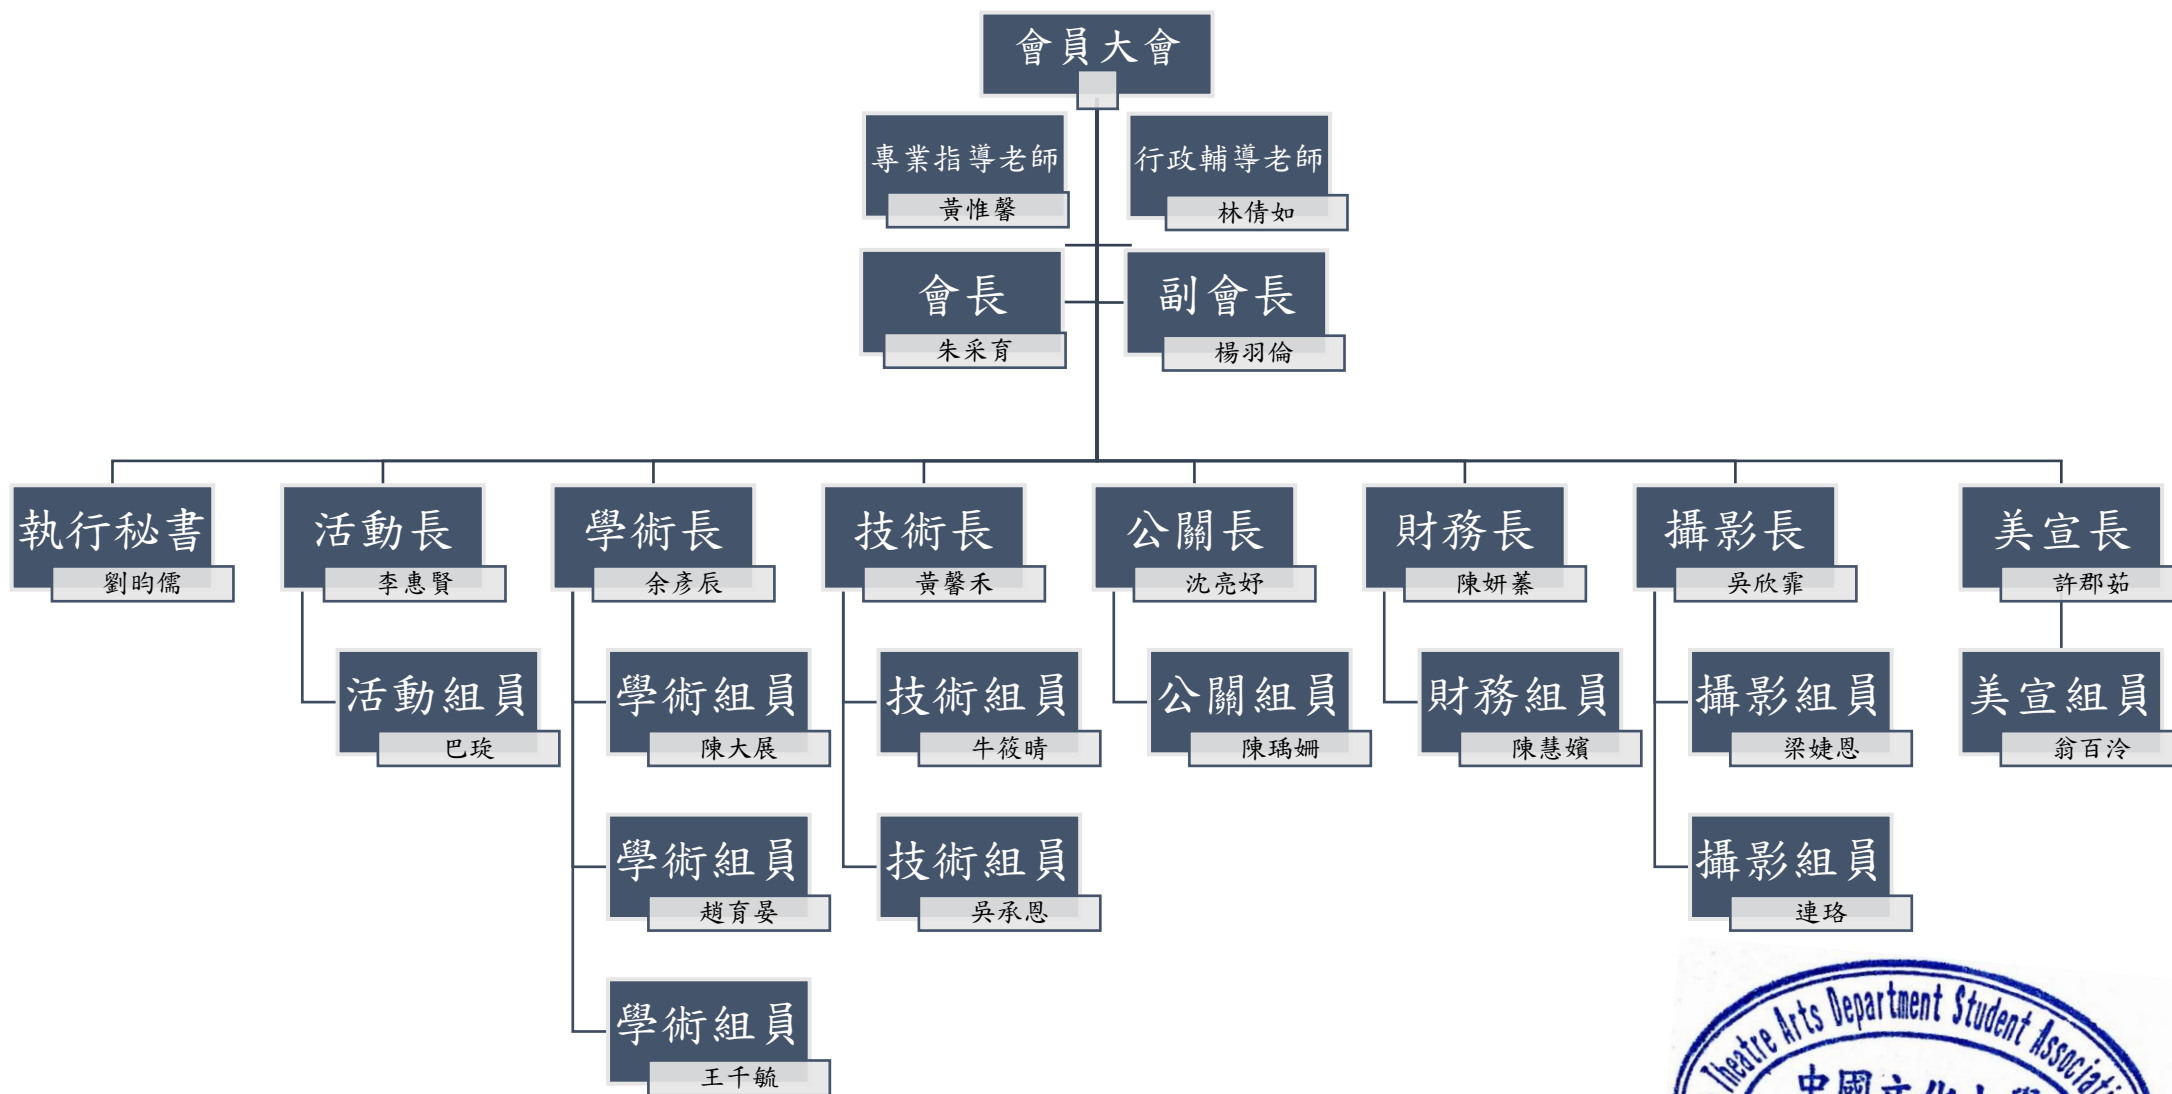 會員大會
專業指導老師
黃惟馨
行政輔導老師
林倩如
會長
朱采育
副會長
楊羽倫
執行秘書
劉昀儒
活動長
李惠賢
學術長
余彥辰
技術長
黃馨禾
公關長
沈亮妤
財務長
陳妍蓁
攝影長
吳欣霏
美宣長
許郡茹
活動組員
巴琁
學術組員
陳大展
技術組員
牛筱晴
公關組員
陳瑀姍
財務組員
陳慧嬪
攝影組員
梁婕恩
美宣組員
翁百泠
學術組員
趙育晏
技術組員
吳承恩
攝影組員
連珞
學術組員
王千毓
Theatre Arts Department Student Associati
中國文化大學